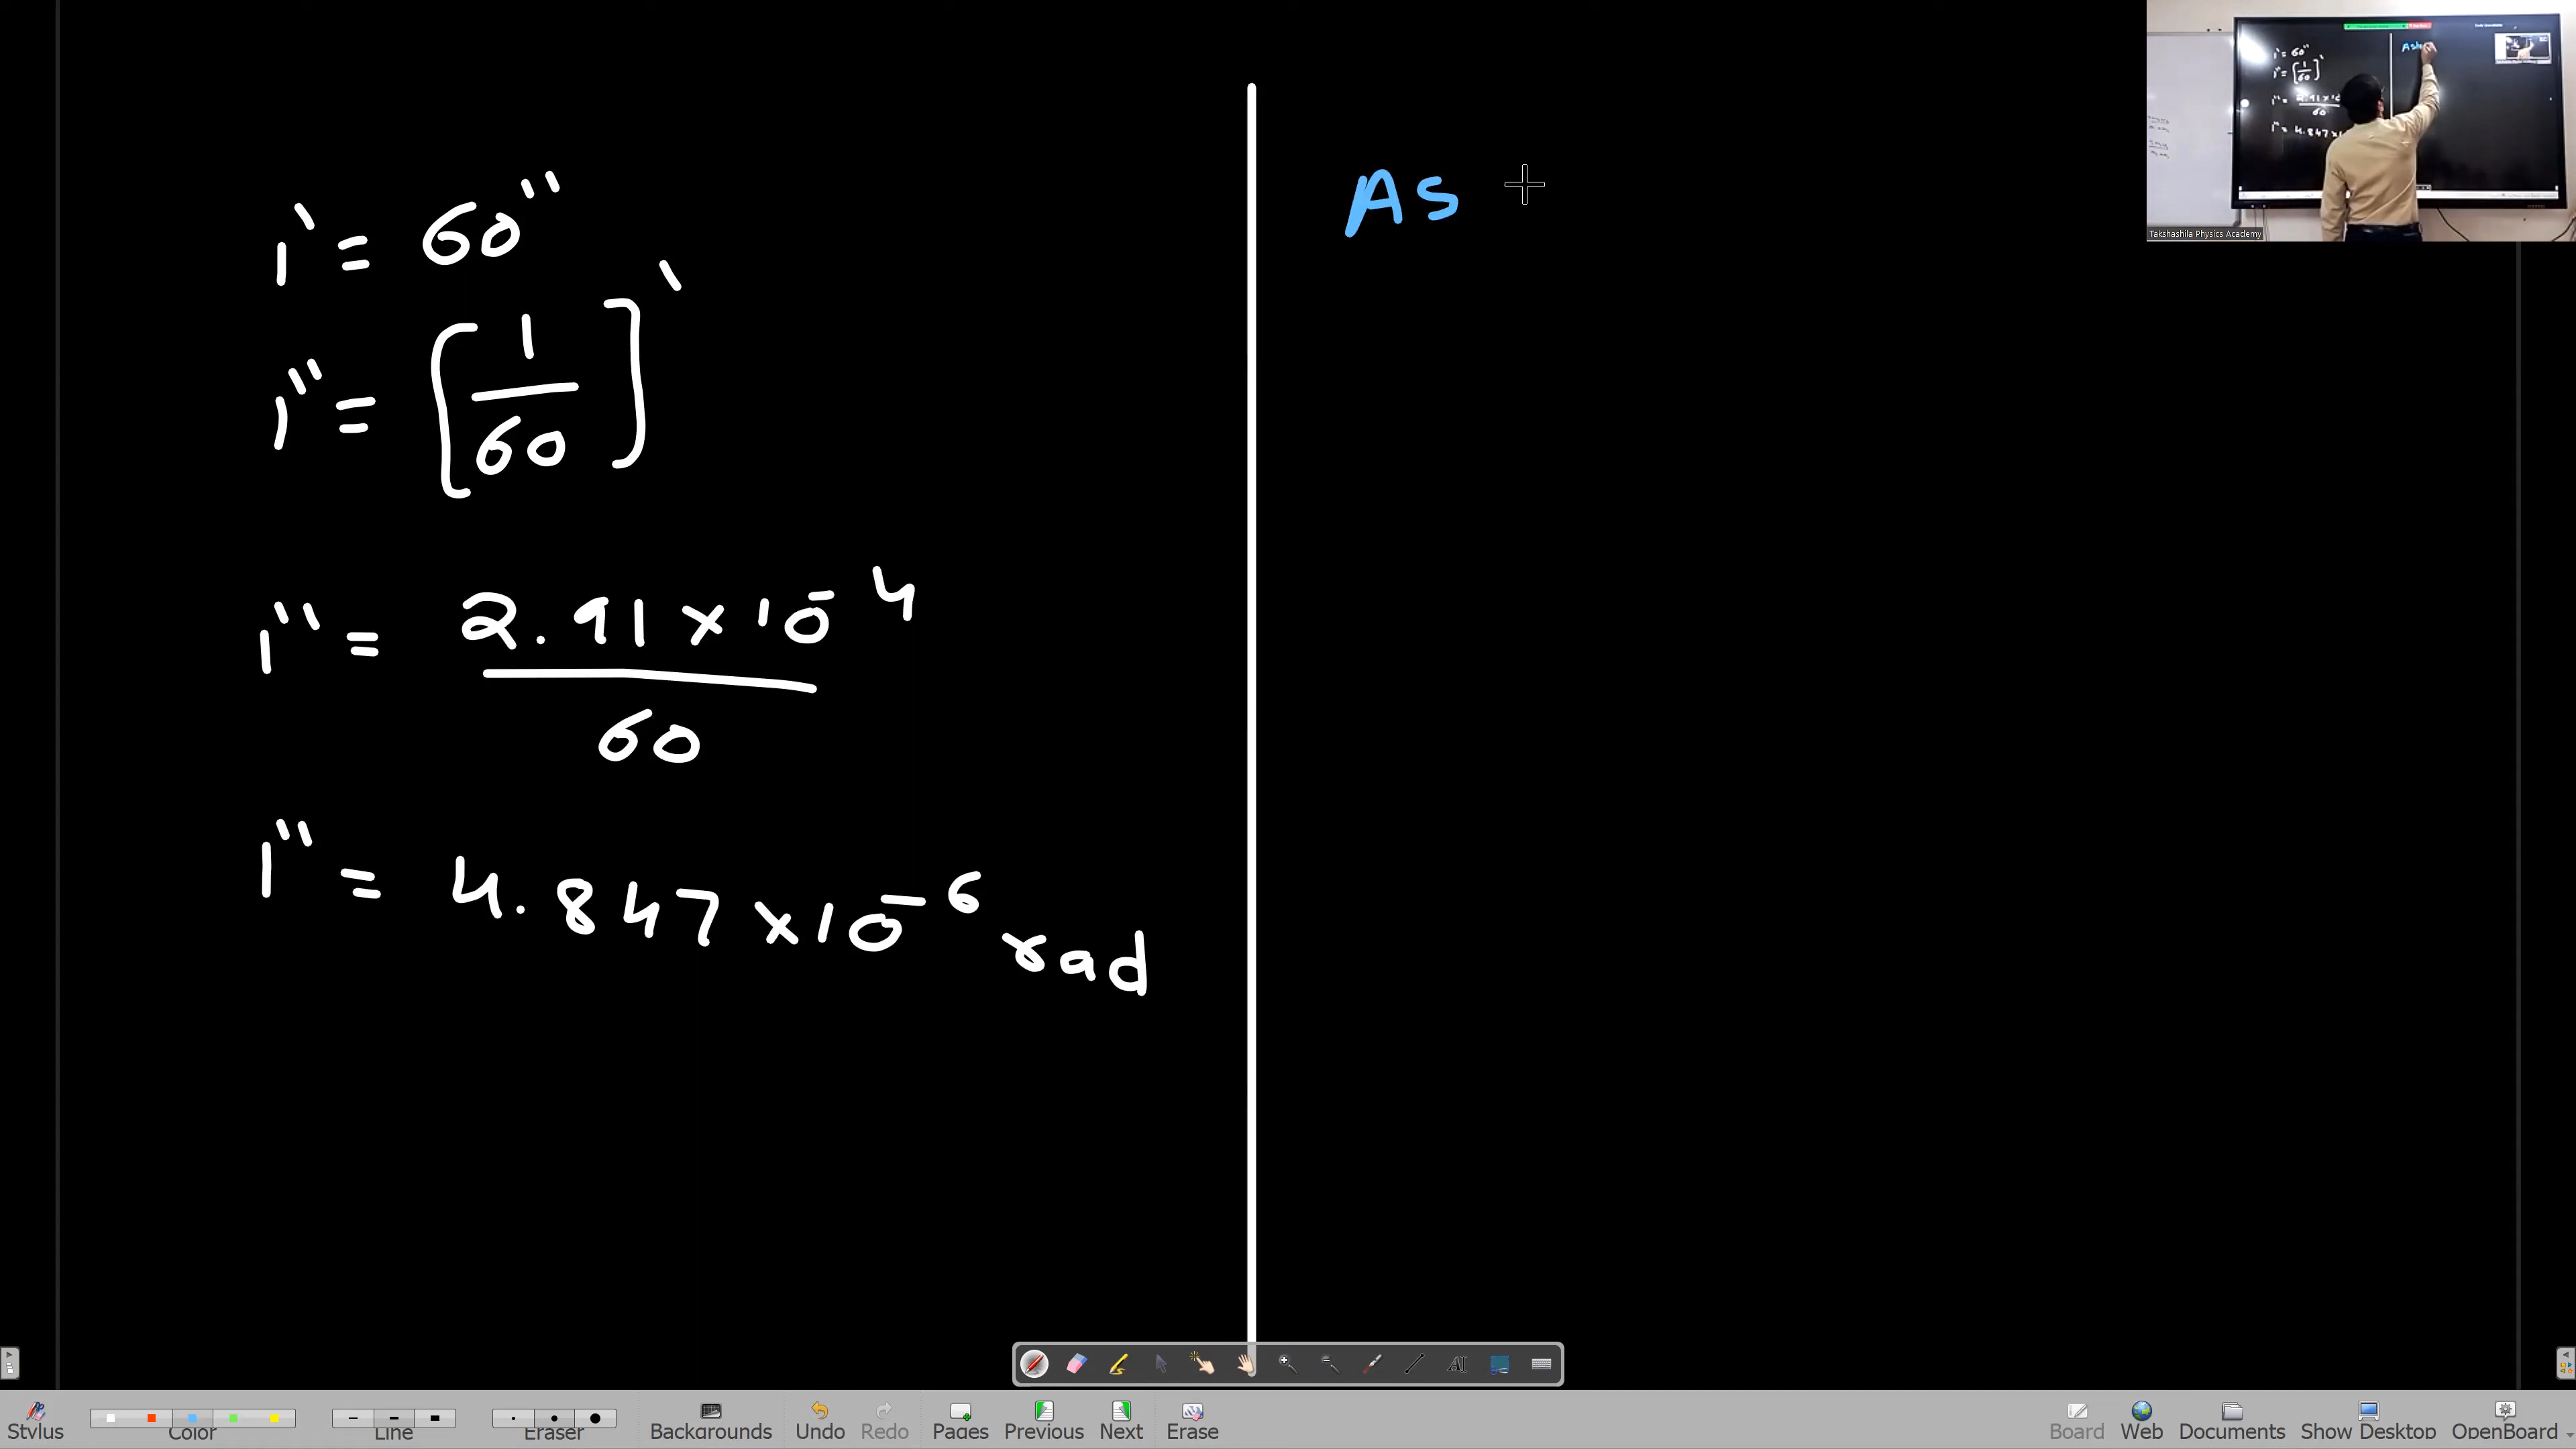 1' = 60''
1'' = [1/60]'
1'' = 2.91 × 10⁻⁴ / 60
1'' = 4.847 × 10⁻⁶ rad
As
Takshashila Physics Academy
Stylus Color Line Eraser Backgrounds Undo Redo Pages Previous Next Erase Board Web Documents Show Desktop OpenBoard